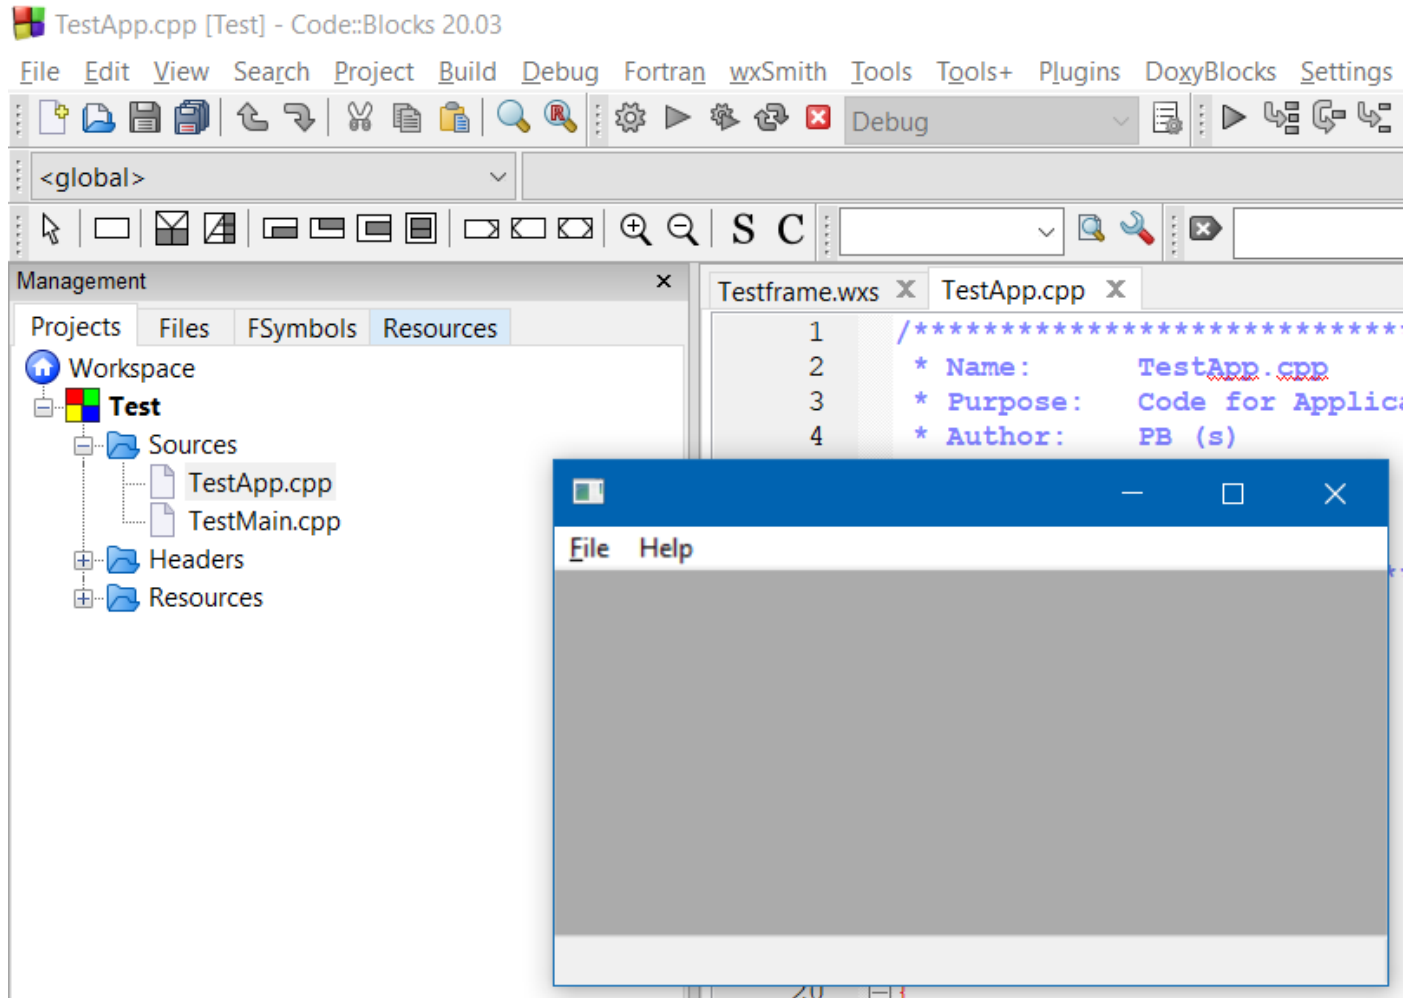 TestApp.cpp [Test] - Code::Blocks 20.03
File Edit View Search Project Build Debug Fortran wxSmith Tools Tools+ Plugins DoxyBlocks Settings
Debug
<global>
S C
Management
Testframe.wxs TestApp.cpp
Projects Files FSymbols Resources
1 /******************************
Workspace
2 * Name: TestApp.cpp
Test
3 * Purpose: Code for Applica
Sources
4 * Author: PB (s)
TestApp.cpp
TestMain.cpp
Headers
Resources
File Help
20 {